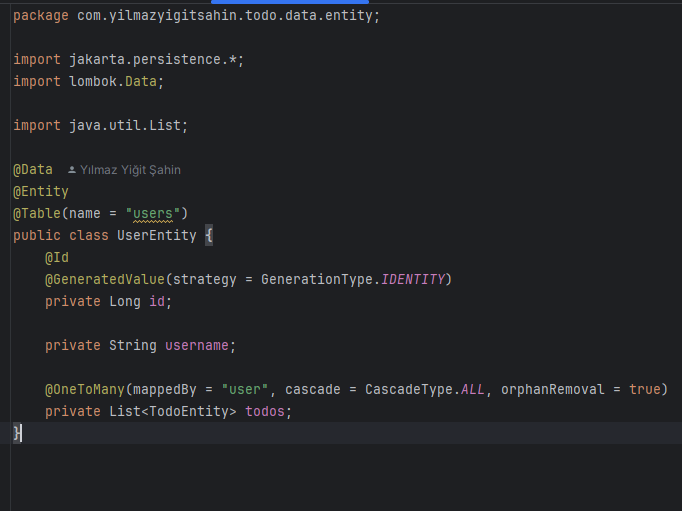 package com.yilmazyigitsahin.todo.data.entity;
import jakarta.persistence.*;
import lombok.Data;
import java.util.List;
@Data Yılmaz Yiğit Şahin
@Entity
@Table(name = "users")
public class UserEntity {
@Id
@GeneratedValue(strategy = GenerationType.IDENTITY)
private Long id;
private String username;
@OneToMany(mappedBy = "user", cascade = CascadeType.ALL, orphanRemoval = true)
private List<TodoEntity> todos;
}